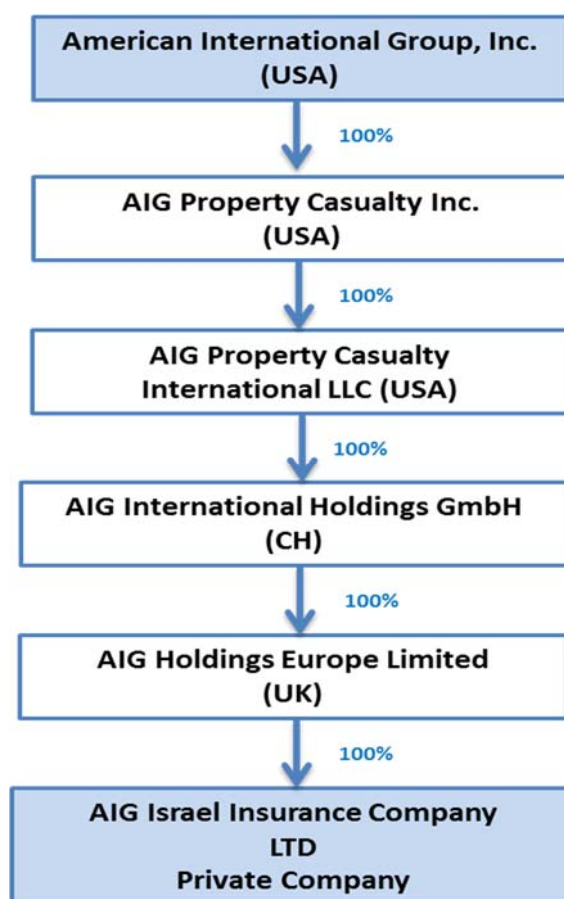 American International Group, Inc.
(USA)
100%
AIG Property Casualty Inc.
(USA)
100%
AIG Property Casualty
International LLC (USA)
100%
AIG International Holdings GmbH
(CH)
100%
AIG Holdings Europe Limited
(UK)
100%
AIG Israel Insurance Company
LTD
Private Company